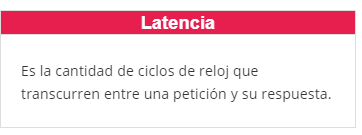 Latencia
Es la cantidad de ciclos de reloj que
transcurren entre una petición y su respuesta.